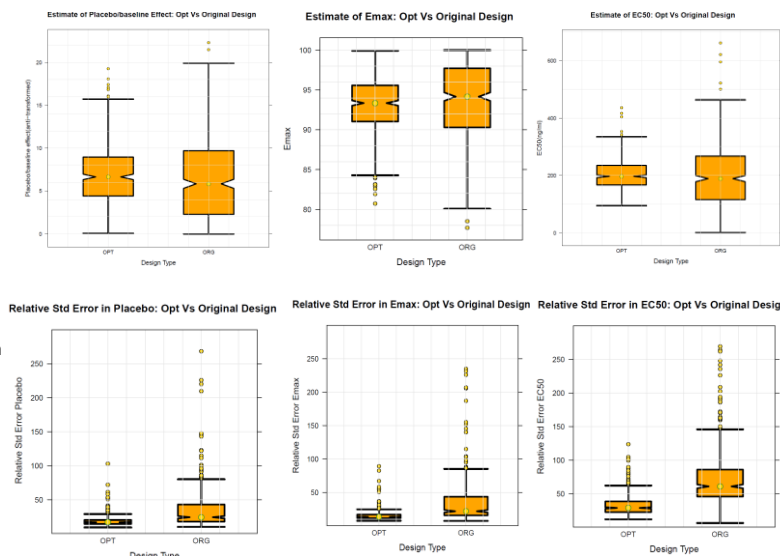 Estimate of Placebo/baseline Effect: Opt Vs Original Design
Placebo/baseline effect(anti-transformed)
20
15
10
5
0
OPT
ORG
Design Type
Estimate of Emax: Opt Vs Original Design
Emax
100
95
90
85
80
OPT
ORG
Design Type
Estimate of EC50: Opt Vs Original Design
EC50(ng/ml)
600
400
200
0
OPT
ORG
Design Type
Relative Std Error in Placebo: Opt Vs Original Design
Relative Std Error Placebo
250
200
150
100
50
OPT
ORG
Design Type
Relative Std Error in Emax: Opt Vs Original Design
Relative Std Error Emax
250
200
150
100
50
OPT
ORG
Design Type
Relative Std Error in EC50: Opt Vs Original Desig
Relative Std Error EC50
250
200
150
100
50
OPT
ORG
Design Type